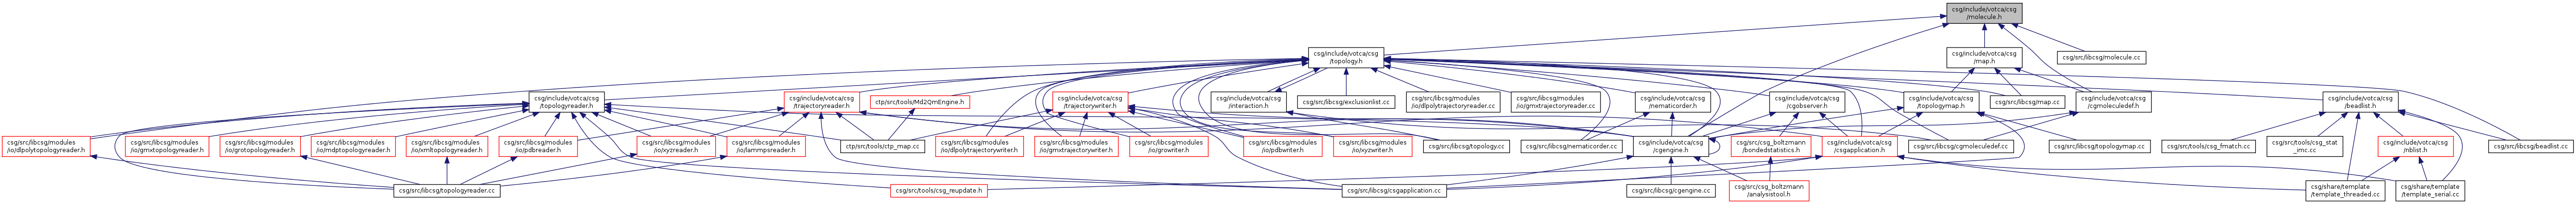 csg/include/votca/csg
/molecule.h
csg/include/votca/csg
/topology.h
csg/include/votca/csg
/map.h
csg/src/libcsg/molecule.cc
csg/include/votca/csg
/topologyreader.h
csg/include/votca/csg
/trajectoryreader.h
ctp/src/tools/Md2QmEngine.h
csg/include/votca/csg
/trajectorywriter.h
csg/include/votca/csg
/interaction.h
csg/src/libcsg/exclusionlist.cc
csg/src/libcsg/modules
/io/dlpolytrajectoryreader.cc
csg/src/libcsg/modules
/io/gmxtrajectoryreader.cc
csg/include/votca/csg
/nematicorder.h
csg/include/votca/csg
/cgobserver.h
csg/include/votca/csg
/topologymap.h
csg/src/libcsg/map.cc
csg/include/votca/csg
/cgmoleculedef.h
csg/include/votca/csg
/beadlist.h
csg/src/libcsg/modules
/io/dlpolytopologyreader.h
csg/src/libcsg/modules
/io/gmxtopologyreader.h
csg/src/libcsg/modules
/io/grotopologyreader.h
csg/src/libcsg/modules
/io/mdptopologyreader.h
csg/src/libcsg/modules
/io/xmltopologyreader.h
csg/src/libcsg/modules
/io/pdbreader.h
csg/src/libcsg/modules
/io/xyzreader.h
csg/src/libcsg/modules
/io/lammpsreader.h
ctp/src/tools/ctp_map.cc
csg/src/libcsg/modules
/io/dlpolytrajectorywriter.h
csg/src/libcsg/modules
/io/gmxtrajectorywriter.h
csg/src/libcsg/modules
/io/growriter.h
csg/src/libcsg/modules
/io/pdbwriter.h
csg/src/libcsg/modules
/io/xyzwriter.h
csg/src/libcsg/topology.cc
csg/src/libcsg/nematicorder.cc
csg/include/votca/csg
/cgengine.h
csg/src/csg_boltzmann
/bondedstatistics.h
csg/include/votca/csg
/csgapplication.h
csg/src/libcsg/cgmoleculedef.cc
csg/src/libcsg/topologymap.cc
csg/src/tools/csg_fmatch.cc
csg/src/tools/csg_stat
_imc.cc
csg/include/votca/csg
/nblist.h
csg/src/libcsg/beadlist.cc
csg/src/libcsg/topologyreader.cc
csg/src/tools/csg_reupdate.h
csg/src/libcsg/csgapplication.cc
csg/src/libcsg/cgengine.cc
csg/src/csg_boltzmann
/analysistool.h
csg/share/template
/template_threaded.cc
csg/share/template
/template_serial.cc